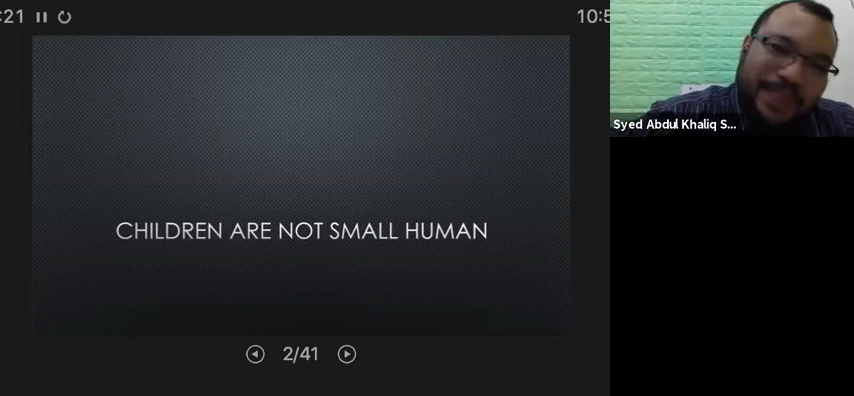 :21
10:5
Syed Abdul Khaliq S...
CHILDREN ARE NOT SMALL HUMAN
2/41